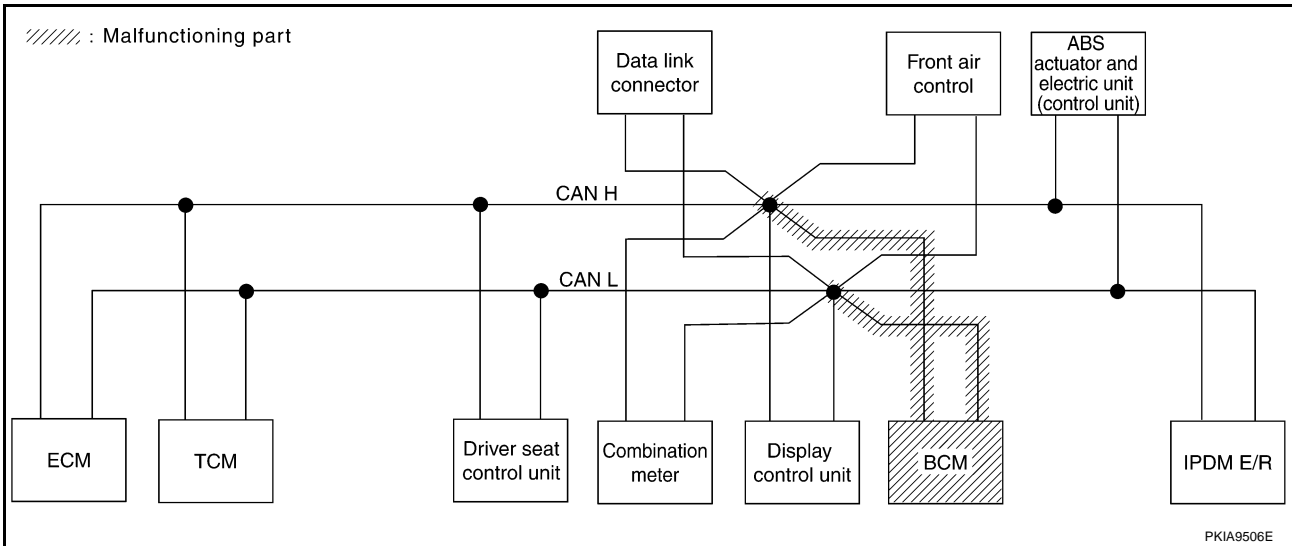 : Malfunctioning part
Data link
connector
Front air
control
ABS
actuator and
electric unit
(control unit)
CAN H
CAN L
ECM
TCM
Driver seat
control unit
Combination
meter
Display
control unit
BCM
IPDM E/R
PKIA9506E